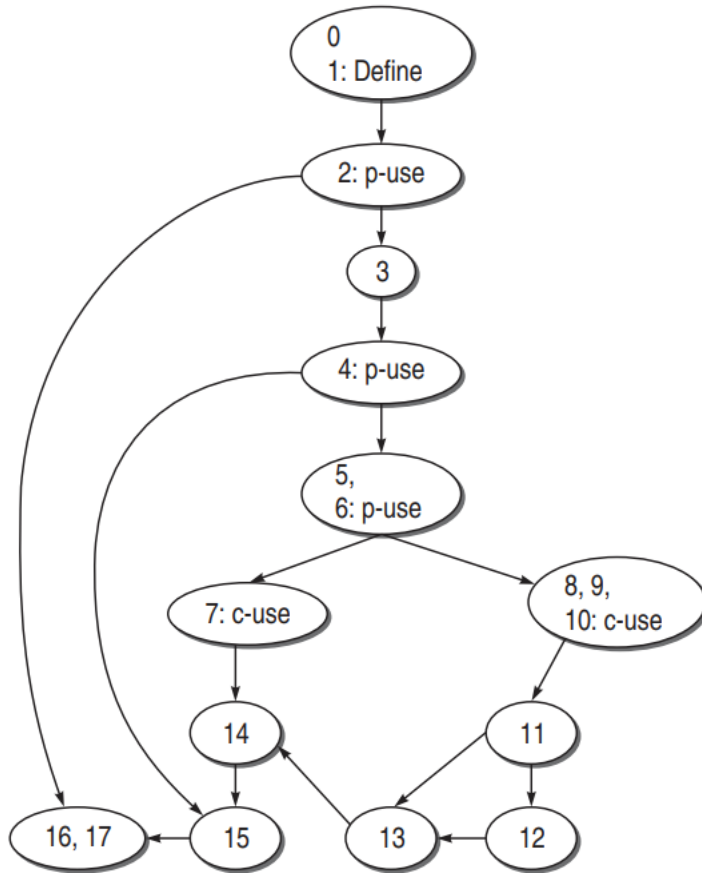 0
1: Define
2: p-use
3
4: p-use
5,
6: p-use
7: c-use
8, 9,
10: c-use
14
11
16, 17
15
13
12